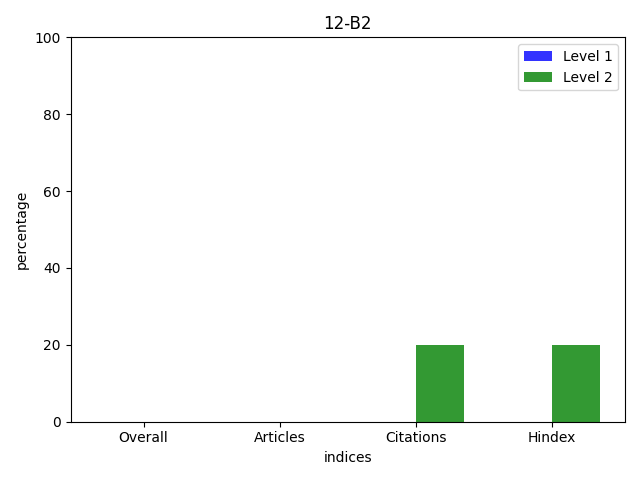 12-B2
100
80
60
40
20
0
percentage
Level 1
Level 2
Overall Articles Citations Hindex
indices